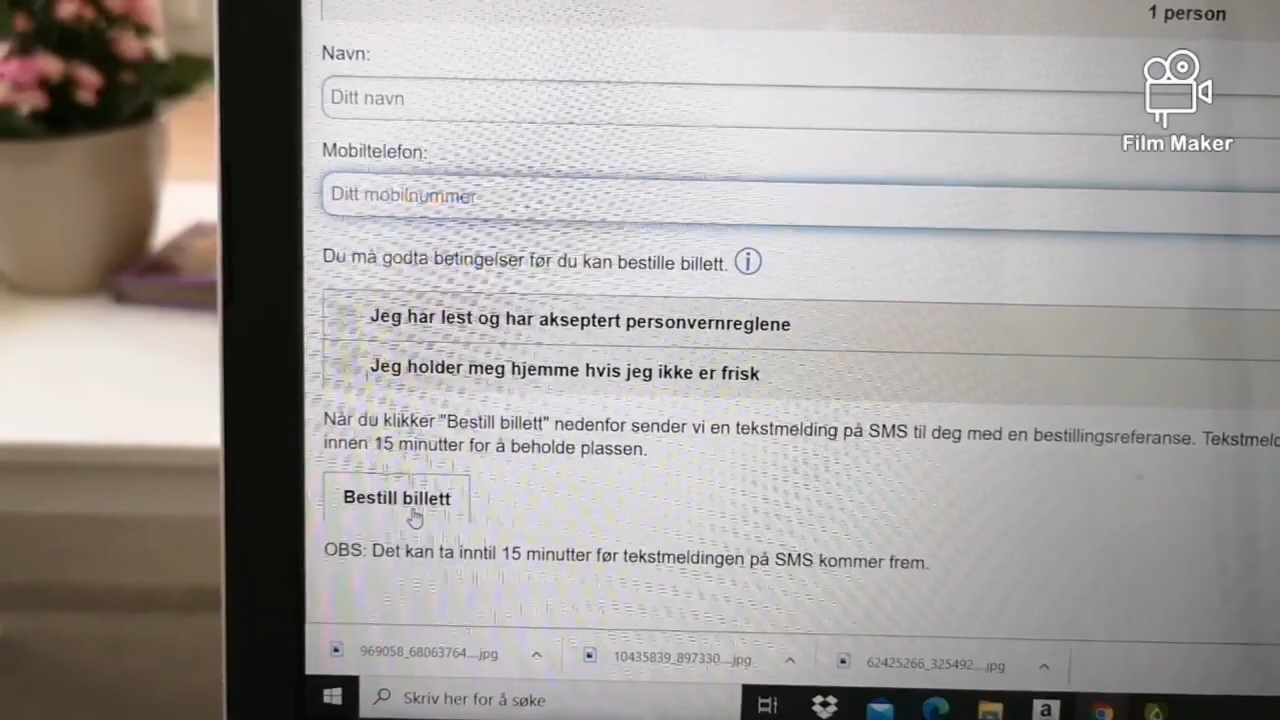 1 person
Navn:
Ditt navn
Film Maker
Mobiltelefon:
Ditt mobilnummer
Du må godta betingelser før du kan bestille billett. i
Jeg har lest og har akseptert personvernreglene
Jeg holder meg hjemme hvis jeg ikke er frisk
Når du klikker "Bestill billett" nedenfor sender vi en tekstmelding på SMS til deg med en bestillingsreferanse. Tekstmeld
innen 15 minutter for å beholde plassen.
Bestill billett
OBS: Det kan ta inntil 15 minutter før tekstmeldingen på SMS kommer frem.
969058_68063764....jpg
10435839_897330....jpg
62425266_325492....jpg
Skriv her for å søke
a